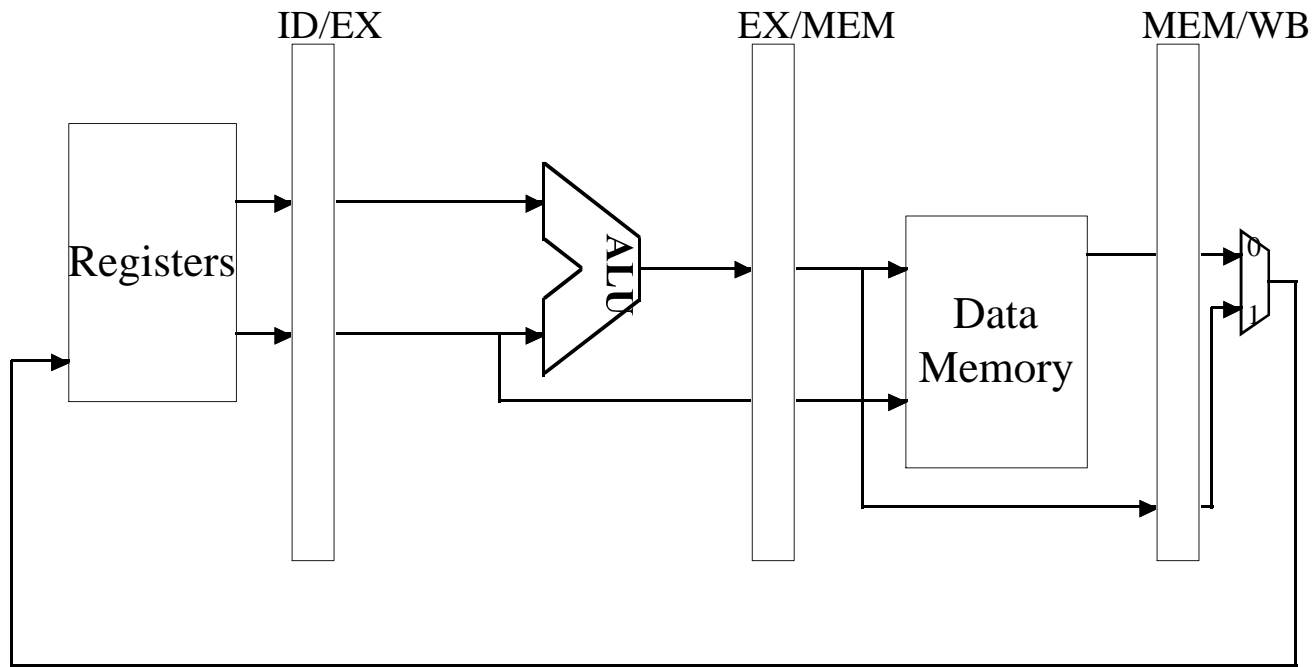 ID/EX
EX/MEM
MEM/WB
Registers
ALU
Data
Memory
0
1